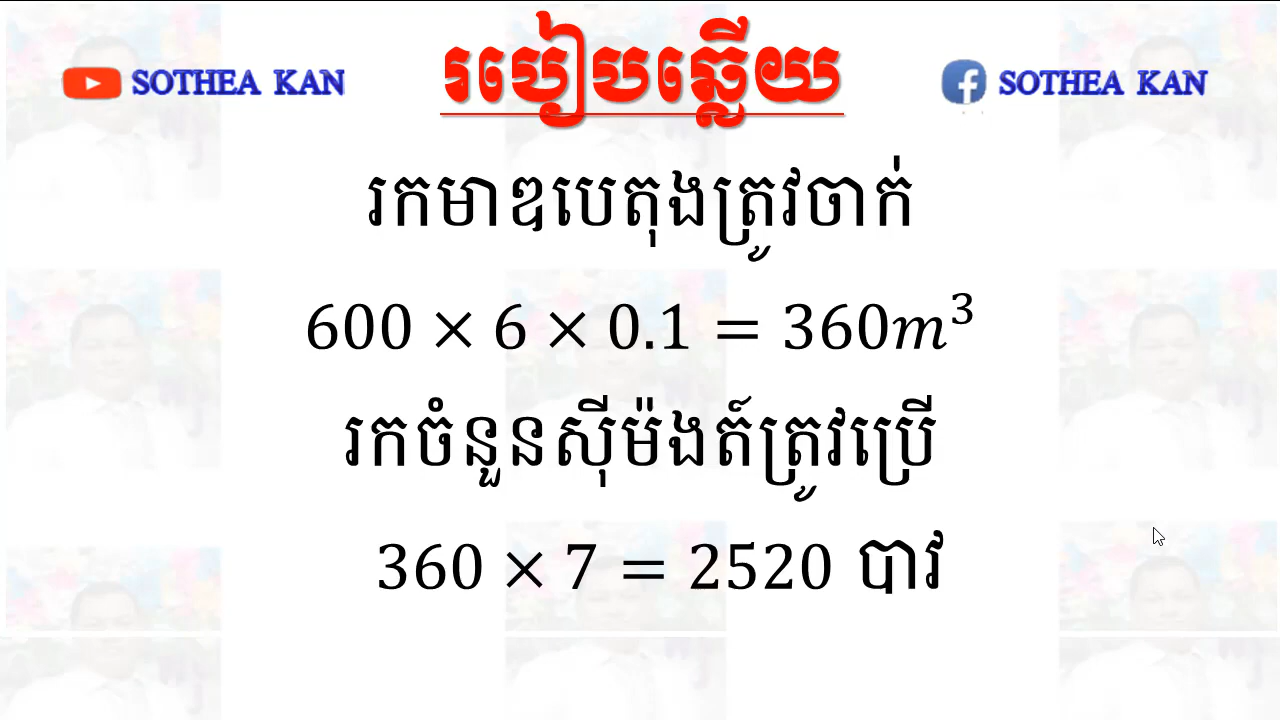 SOTHEA KAN
របៀបឆ្លើយ
SOTHEA KAN
រកមាឌបេតុងត្រូវចាក់
600 × 6 × 0.1 = 360m³
រកចំនួនស៊ីម៉ងត៍ត្រូវប្រើ
360 × 7 = 2520 បាវ